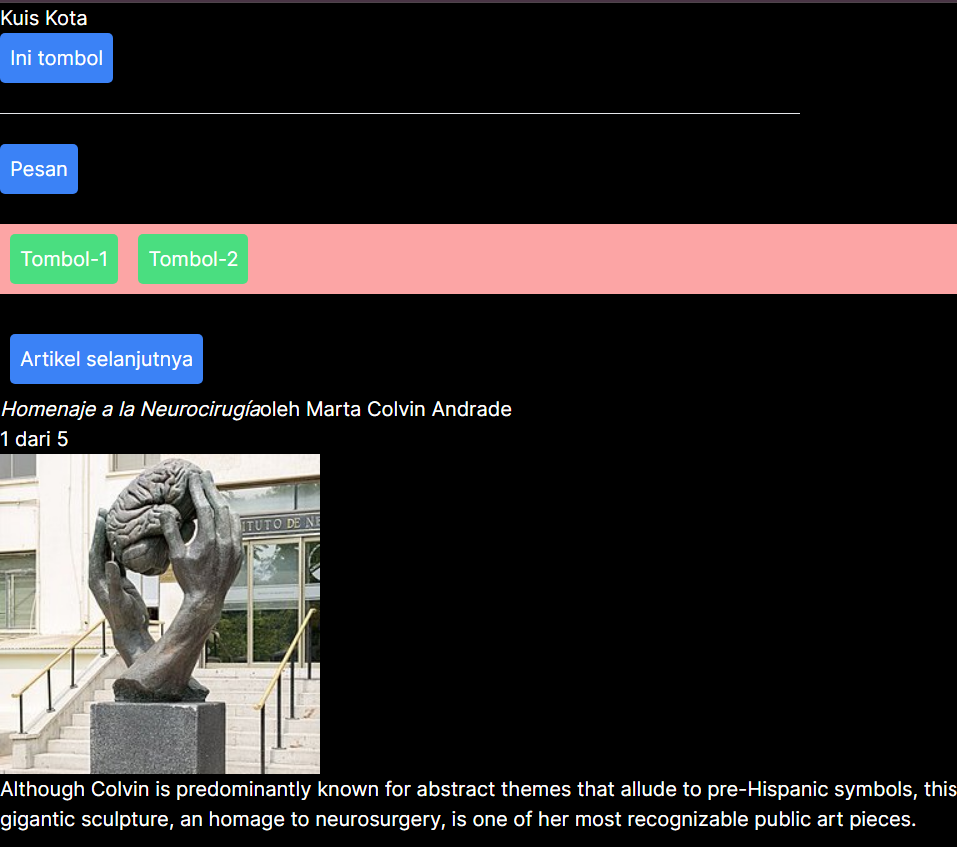 Kuis Kota
Ini tombol
Pesan
Tombol-1 Tombol-2
Artikel selanjutnya
Homenaje a la Neurocirugíaoleh Marta Colvin Andrade
1 dari 5
ITUTO DE NE
Although Colvin is predominantly known for abstract themes that allude to pre-Hispanic symbols, this
gigantic sculpture, an homage to neurosurgery, is one of her most recognizable public art pieces.